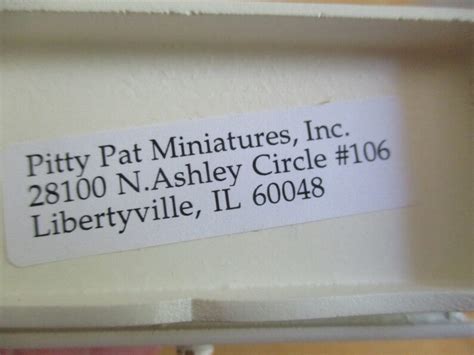 Pitty Pat Miniatures, Inc.
28100 N.Ashley Circle #106
Libertyville, IL 60048